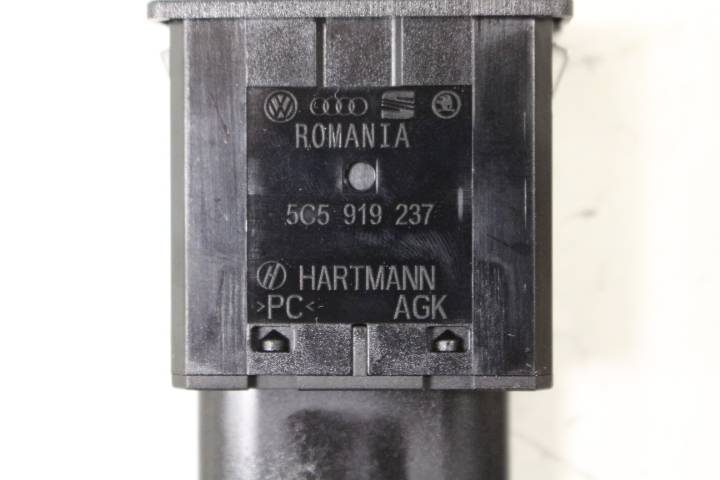 ROMANIA
5C5 919 237
HARTMANN
>PC< AGK